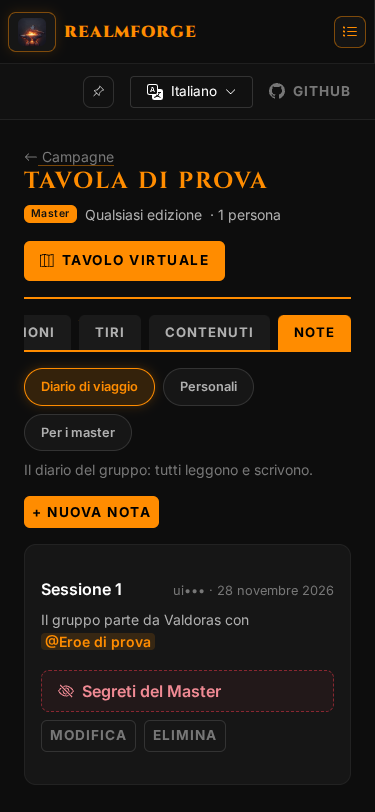 REALMFORGE
Italiano
GITHUB
← Campagne
TAVOLA DI PROVA
Master Qualsiasi edizione · 1 persona
TAVOLO VIRTUALE
IONI TIRI CONTENUTI NOTE
Diario di viaggio Personali
Per i master
Il diario del gruppo: tutti leggono e scrivono.
+ NUOVA NOTA
Sessione 1 ui••• · 28 novembre 2026
Il gruppo parte da Valdoras con
@Eroe di prova
Segreti del Master
MODIFICA ELIMINA